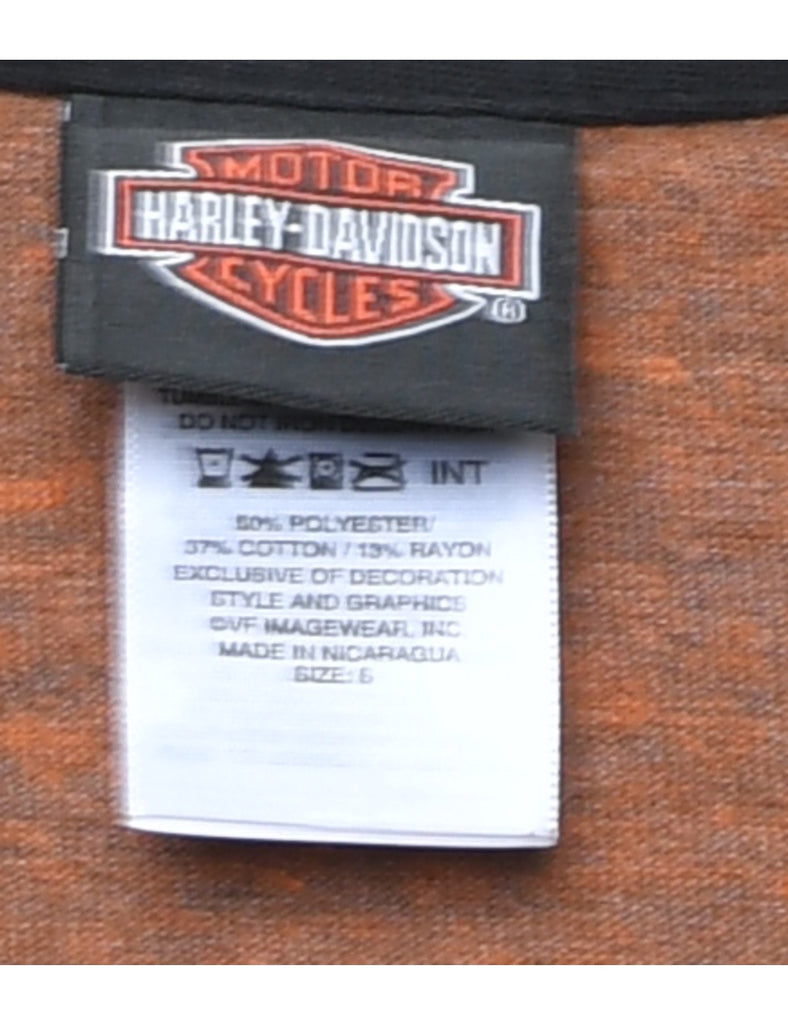 MOTOR
HARLEY-DAVIDSON
CYCLES
®
DO NOT IRON
INT
50% POLYESTER/
37% COTTON / 13% RAYON
EXCLUSIVE OF DECORATION
STYLE AND GRAPHICS
©VF IMAGEWEAR, INC.
MADE IN NICARAGUA
SIZE: S